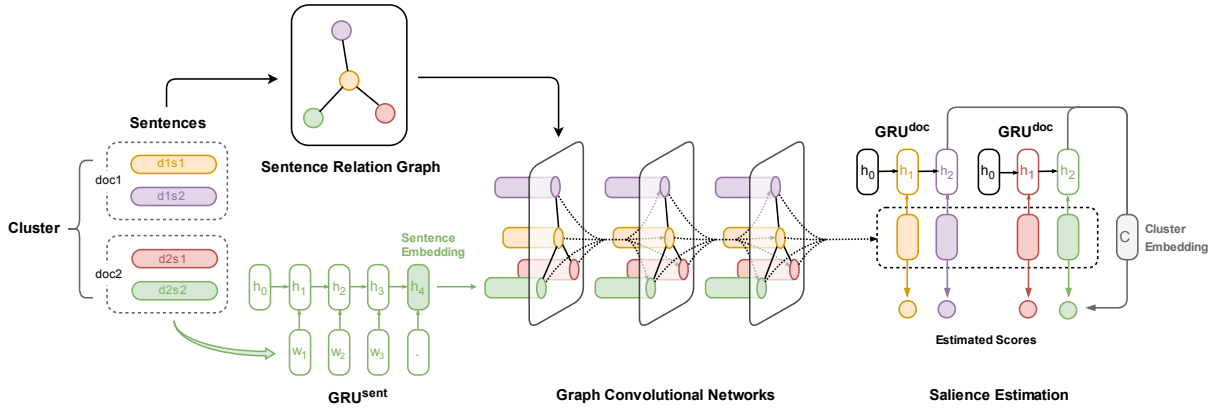 Sentences
Cluster
doc1
d1s1
d1s2
doc2
d2s1
d2s2
Sentence Relation Graph
Sentence
Embedding
h0
h1
h2
h3
h4
w1
w2
w3
.
GRUsent
Graph Convolutional Networks
GRUdoc
GRUdoc
h0
h1
h2
h0
h1
h2
C
Cluster
Embedding
Estimated Scores
Salience Estimation